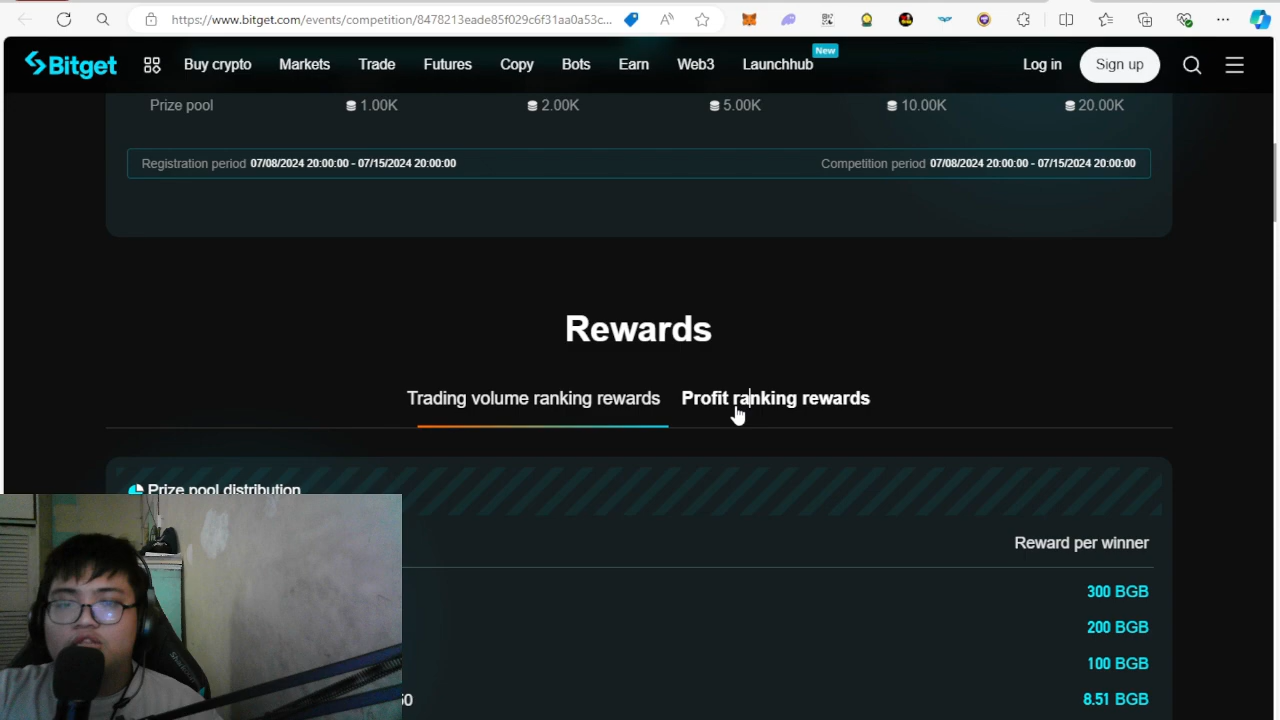 https://www.bitget.com/events/competition/8478213eade85f029c6f31a10a53c...
Bitget
Buy crypto
Markets
Trade
Futures
Copy
Bots
Earn
Web3
Launchhub
New
Log in
Sign up
Prize pool
1.00K
2.00K
5.00K
10.00K
20.00K
Registration period 07/08/2024 20:00:00 - 07/15/2024 20:00:00
Competition period 07/08/2024 20:00:00 - 07/15/2024 20:00:00
Rewards
Trading volume ranking rewards
Profit ranking rewards
Prize pool distribution
Reward per winner
300 BGB
200 BGB
100 BGB
8.51 BGB